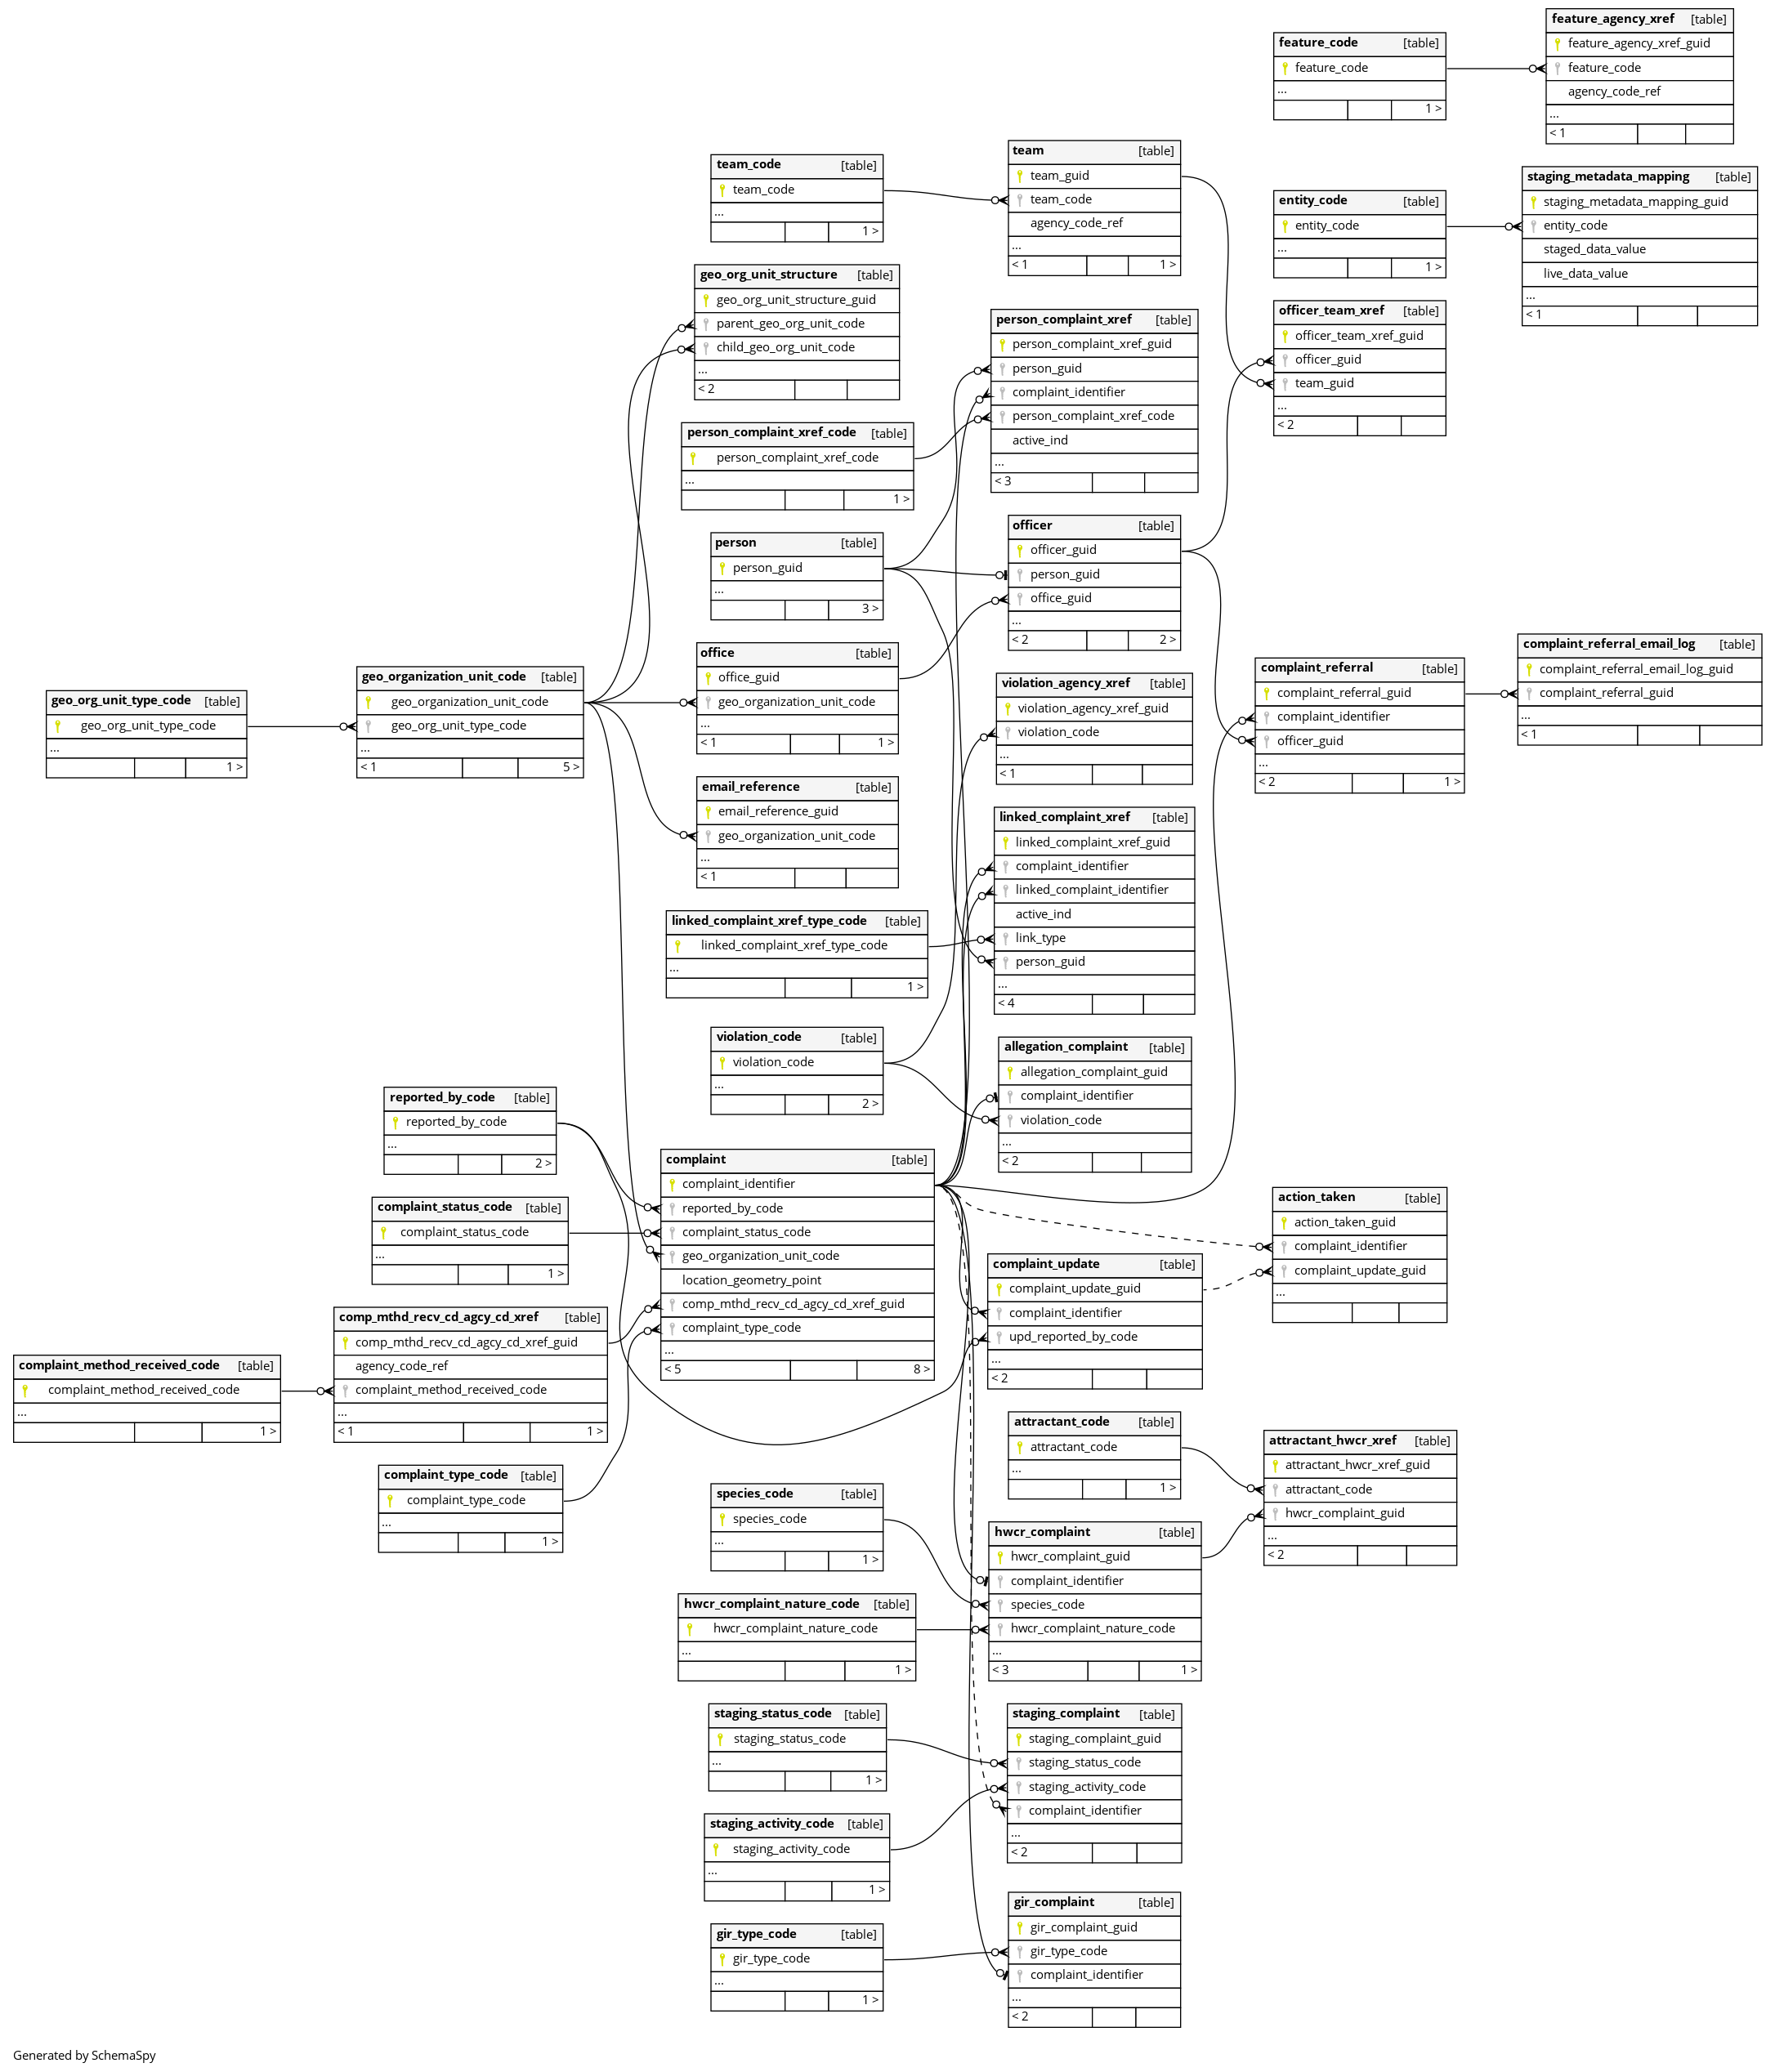 feature_agency_xref [table]
feature_agency_xref_guid
feature_code
agency_code_ref
...
< 1
feature_code [table]
feature_code
...
1 >
team_code [table]
team_code
...
1 >
team [table]
team_guid
team_code
agency_code_ref
...
< 1 1 >
entity_code [table]
entity_code
...
1 >
staging_metadata_mapping [table]
staging_metadata_mapping_guid
entity_code
staged_data_value
live_data_value
...
< 1
geo_org_unit_structure [table]
geo_org_unit_structure_guid
parent_geo_org_unit_code
child_geo_org_unit_code
...
< 2
person_complaint_xref [table]
person_complaint_xref_guid
person_guid
complaint_identifier
person_complaint_xref_code
active_ind
...
< 3
officer_team_xref [table]
officer_team_xref_guid
officer_guid
team_guid
...
< 2
person_complaint_xref_code [table]
person_complaint_xref_code
...
1 >
person [table]
person_guid
...
3 >
officer [table]
officer_guid
person_guid
office_guid
...
< 2 2 >
office [table]
office_guid
geo_organization_unit_code
...
< 1 1 >
geo_org_unit_type_code [table]
geo_org_unit_type_code
...
1 >
geo_organization_unit_code [table]
geo_organization_unit_code
geo_org_unit_type_code
...
< 1 5 >
violation_agency_xref [table]
violation_agency_xref_guid
violation_code
...
< 1
complaint_referral [table]
complaint_referral_guid
complaint_identifier
officer_guid
...
< 2 1 >
complaint_referral_email_log [table]
complaint_referral_email_log_guid
complaint_referral_guid
...
< 1
email_reference [table]
email_reference_guid
geo_organization_unit_code
...
< 1
linked_complaint_xref [table]
linked_complaint_xref_guid
complaint_identifier
linked_complaint_identifier
active_ind
link_type
person_guid
...
< 4
linked_complaint_xref_type_code [table]
linked_complaint_xref_type_code
...
1 >
violation_code [table]
violation_code
...
2 >
allegation_complaint [table]
allegation_complaint_guid
complaint_identifier
violation_code
...
< 2
reported_by_code [table]
reported_by_code
...
2 >
complaint [table]
complaint_identifier
reported_by_code
complaint_status_code
geo_organization_unit_code
location_geometry_point
comp_mthd_recv_cd_agcy_cd_xref_guid
complaint_type_code
...
< 5 8 >
complaint_status_code [table]
complaint_status_code
...
1 >
action_taken [table]
action_taken_guid
complaint_identifier
complaint_update_guid
...
complaint_update [table]
complaint_update_guid
complaint_identifier
upd_reported_by_code
...
< 2
comp_mthd_recv_cd_agcy_cd_xref [table]
comp_mthd_recv_cd_agcy_cd_xref_guid
agency_code_ref
complaint_method_received_code
...
< 1 1 >
complaint_method_received_code [table]
complaint_method_received_code
...
1 >
complaint_type_code [table]
complaint_type_code
...
1 >
attractant_code [table]
attractant_code
...
1 >
attractant_hwcr_xref [table]
attractant_hwcr_xref_guid
attractant_code
hwcr_complaint_guid
...
< 2
species_code [table]
species_code
...
1 >
hwcr_complaint [table]
hwcr_complaint_guid
complaint_identifier
species_code
hwcr_complaint_nature_code
...
< 3 1 >
hwcr_complaint_nature_code [table]
hwcr_complaint_nature_code
...
1 >
staging_status_code [table]
staging_status_code
...
1 >
staging_complaint [table]
staging_complaint_guid
staging_status_code
staging_activity_code
complaint_identifier
...
< 2
staging_activity_code [table]
staging_activity_code
...
1 >
gir_complaint [table]
gir_complaint_guid
gir_type_code
complaint_identifier
...
< 2
gir_type_code [table]
gir_type_code
...
1 >
Generated by SchemaSpy